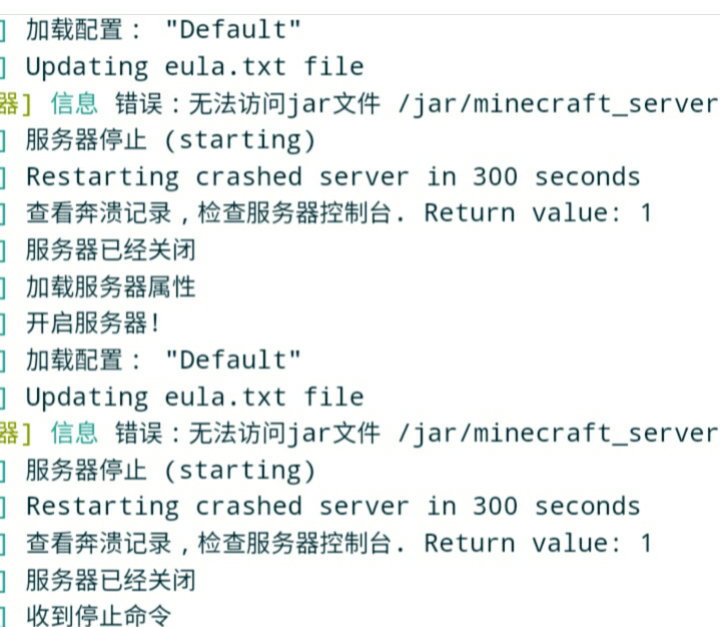 ] 加载配置： "Default"
] Updating eula.txt file
器] 信息 错误：无法访问jar文件 /jar/minecraft_server
] 服务器停止 (starting)
] Restarting crashed server in 300 seconds
] 查看奔溃记录，检查服务器控制台. Return value: 1
] 服务器已经关闭
] 加载服务器属性
] 开启服务器!
] 加载配置： "Default"
] Updating eula.txt file
器] 信息 错误：无法访问jar文件 /jar/minecraft_server
] 服务器停止 (starting)
] Restarting crashed server in 300 seconds
] 查看奔溃记录，检查服务器控制台. Return value: 1
] 服务器已经关闭
] 收到停止命令